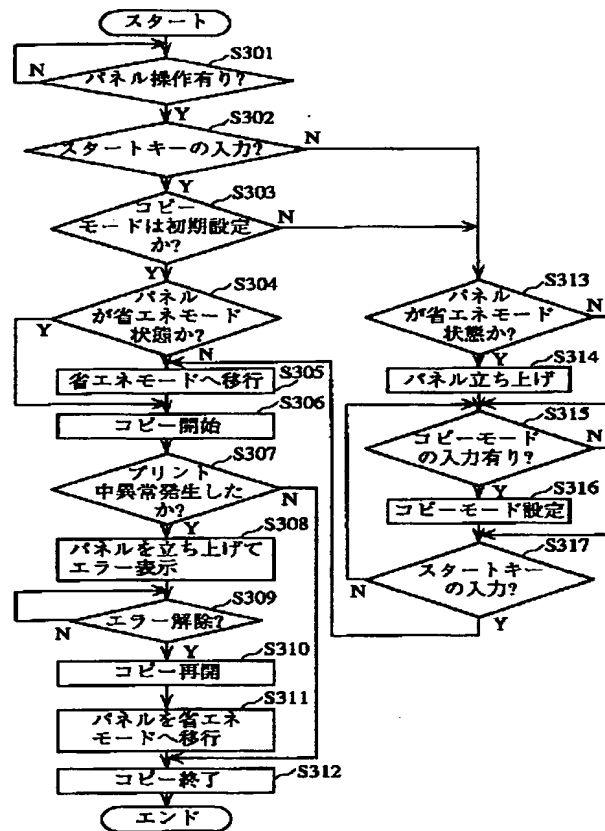 スタート
S301
パネル操作有り?
N
Y
S302
スタートキーの入力?
N
Y
S303
コピー
モードは初期設定
か?
N
Y
S304
パネル
が省エネモード
状態か?
Y
N
S305
省エネモードへ移行
S306
コピー開始
S307
プリント
中異常発生した
か?
N
Y
S308
パネルを立ち上げて
エラー表示
S309
エラー解除?
N
Y
S310
コピー再開
S311
パネルを省エネ
モードへ移行
S312
コピー終了
エンド
S313
パネル
が省エネモード
状態か?
N
Y
S314
パネル立ち上げ
S315
コピーモード
の入力有り?
N
Y
S316
コピーモード設定
S317
スタートキー
の入力?
N
Y